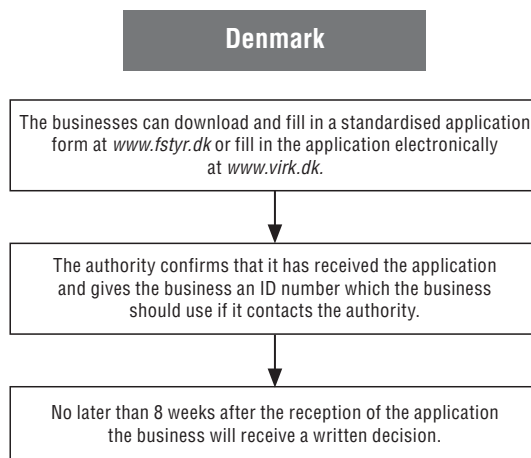 Denmark
The businesses can download and fill in a standardised application
form at www.fstyr.dk or fill in the application electronically
at www.virk.dk.
The authority confirms that it has received the application
and gives the business an ID number which the business
should use if it contacts the authority.
No later than 8 weeks after the reception of the application
the business will receive a written decision.